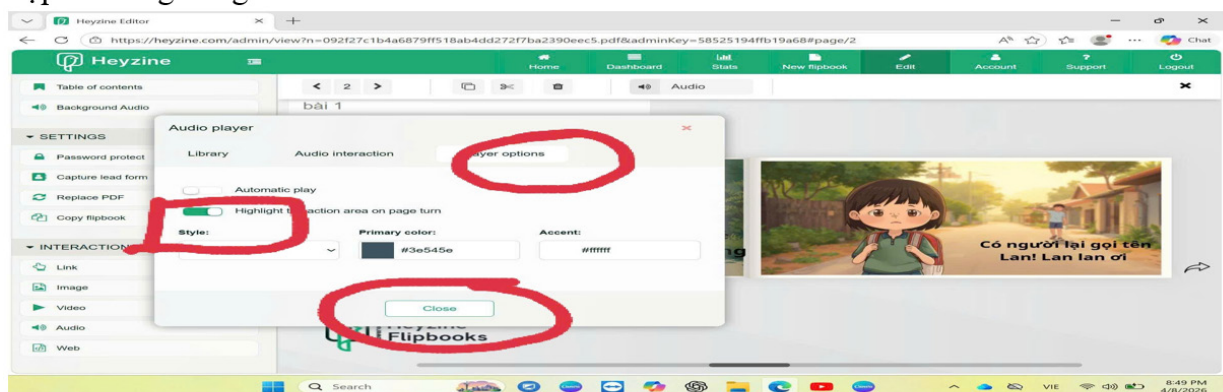 Heyzine Editor
https://heyzine.com/admin/view?n=092f27c1b4a6879ff518ab4dd272f7ba2390eec5.pdf&adminKey=58525194ffb19a68#page/2
Chat
Heyzine
Home
Dashboard
Stats
New flipbook
Edit
Account
Support
Logout
Table of contents
2
Audio
Background Audio
bài 1
SETTINGS
Password protect
Capture lead form
Replace PDF
Copy flipbook
INTERACTION
Link
Image
Video
Audio
Web
Audio player
Library
Audio interaction
options
Automatic play
Highlight action area on page turn
Style:
Primary color:
Accent:
#3e545e
#ffffff
Close
Heyzine
Flipbooks
Có người lại gọi tên
Lan! Lan lan ơi
Search
VIE
8:49 PM
4/8/2026